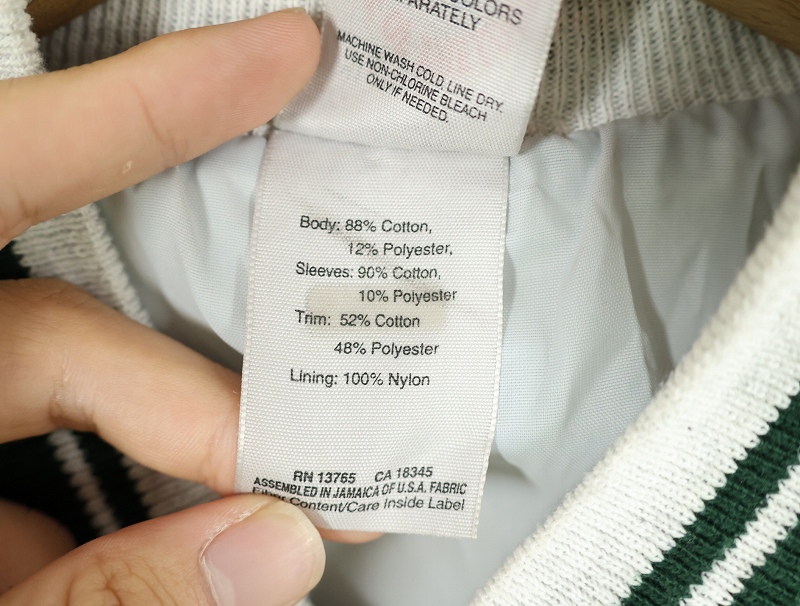 COLORS
MACHINE WASH COLD, LINE DRY.
USE NON-CHLORINE BLEACH
ONLY IF NEEDED.
Body: 88% Cotton,
12% Polyester,
Sleeves: 90% Cotton,
10% Polyester
Trim: 52% Cotton
48% Polyester
Lining: 100% Nylon
RN 13765 CA 18345
ASSEMBLED IN JAMAICA OF U.S.A. FABRIC
Fiber Content/Care Inside Label